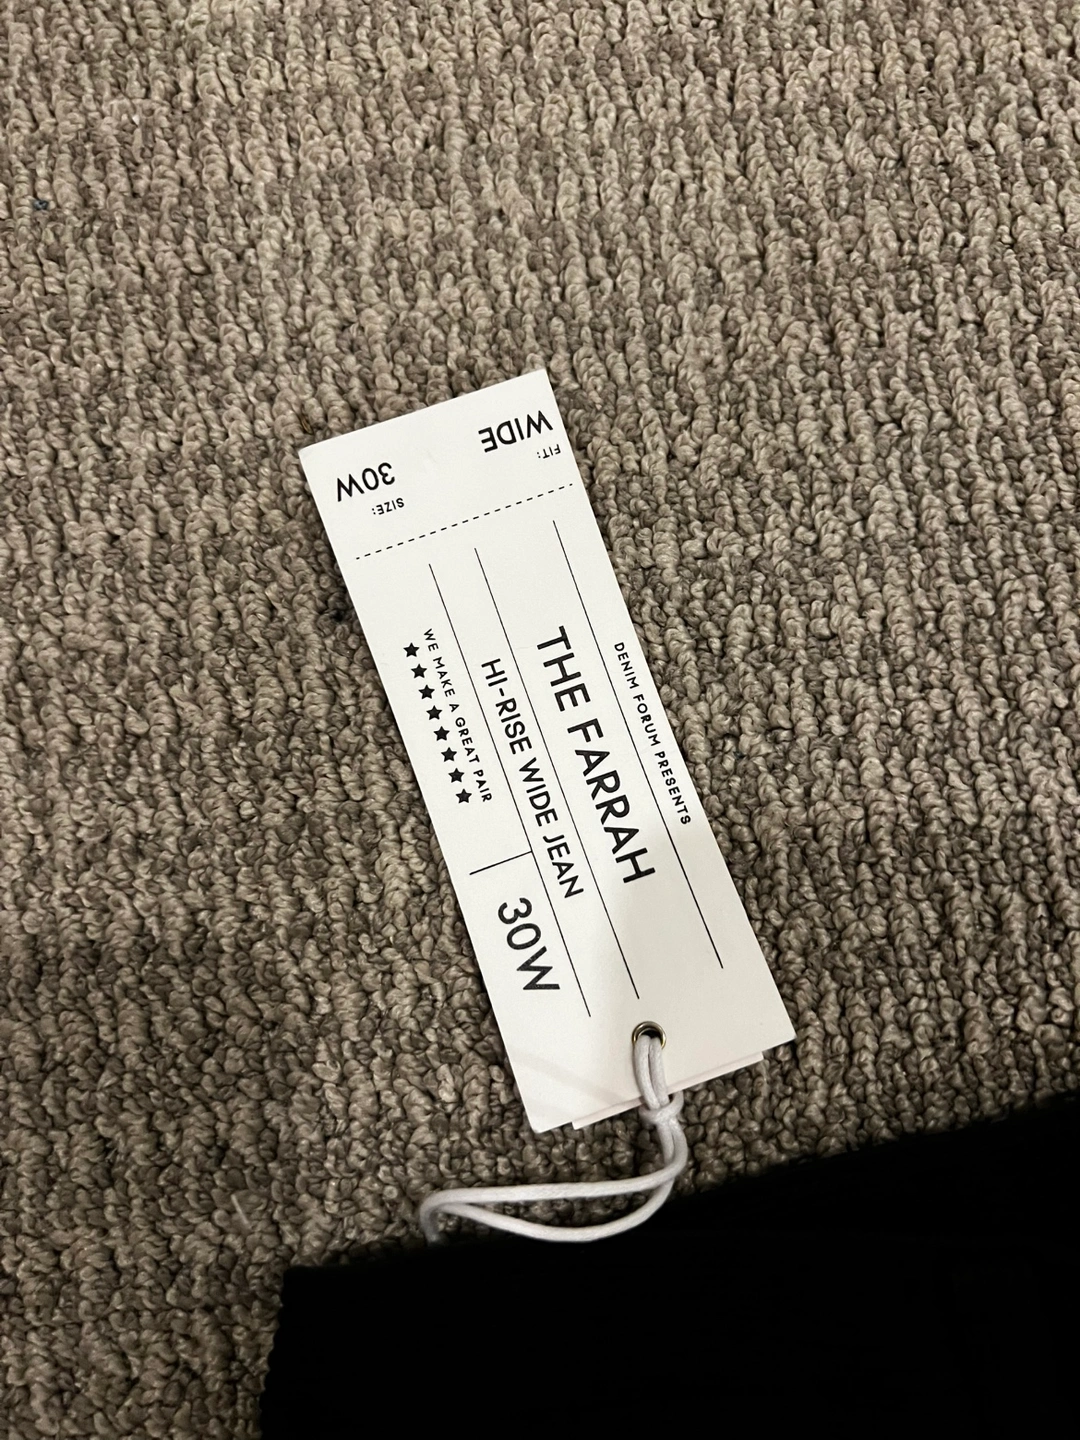 DENIM FORUM PRESENTS
THE FARRAH
HI-RISE WIDE JEAN
WE MAKE A GREAT PAIR
★★★★★★★★
30W
SIZE:
30W
FIT:
WIDE